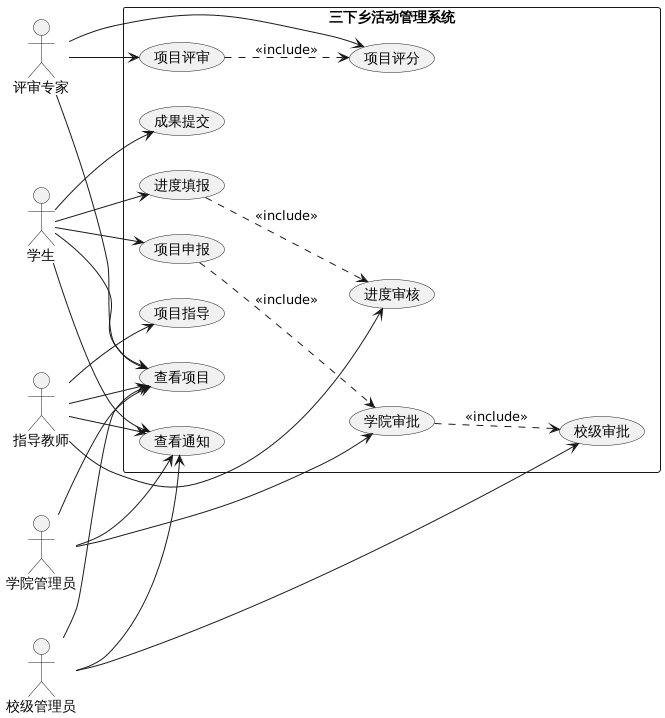 三下乡活动管理系统
评审专家
项目评审
«include»
项目评分
成果提交
学生
进度填报
«include»
项目申报
«include»
进度审核
项目指导
查看项目
指导教师
查看通知
学院审批
«include»
校级审批
学院管理员
校级管理员